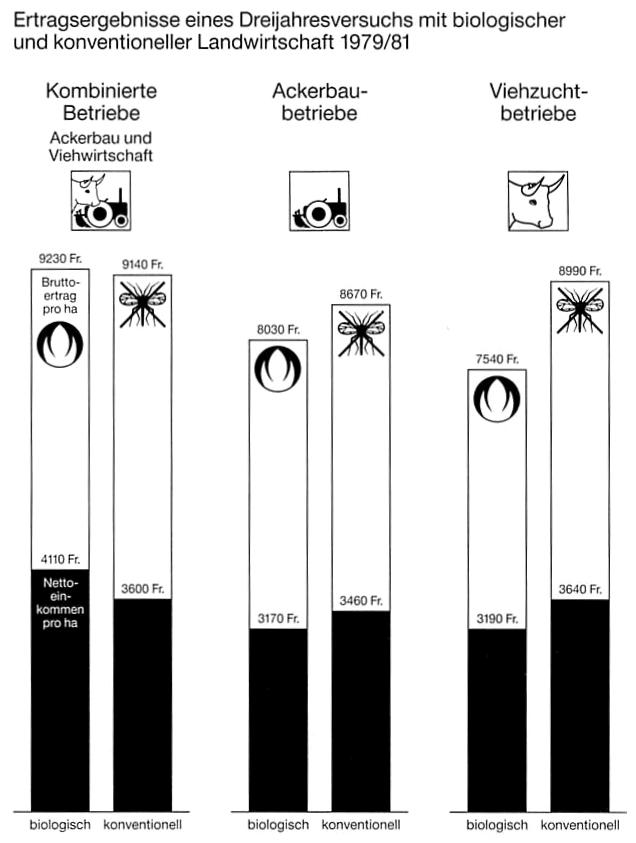 Ertragsergebnisse eines Dreijahresversuchs mit biologischer
und konventioneller Landwirtschaft 1979/81
Kombinierte
Betriebe
Ackerbau und
Viehwirtschaft
9230 Fr.
9140 Fr.
Brutto-
ertrag
pro ha
4110 Fr.
3600 Fr.
Netto-
ein-
kommen
pro ha
biologisch
konventionell
Ackerbau-
betriebe
8030 Fr.
8670 Fr.
3170 Fr.
3460 Fr.
biologisch
konventionell
Viehzucht-
betriebe
7540 Fr.
8990 Fr.
3190 Fr.
3640 Fr.
biologisch
konventionell